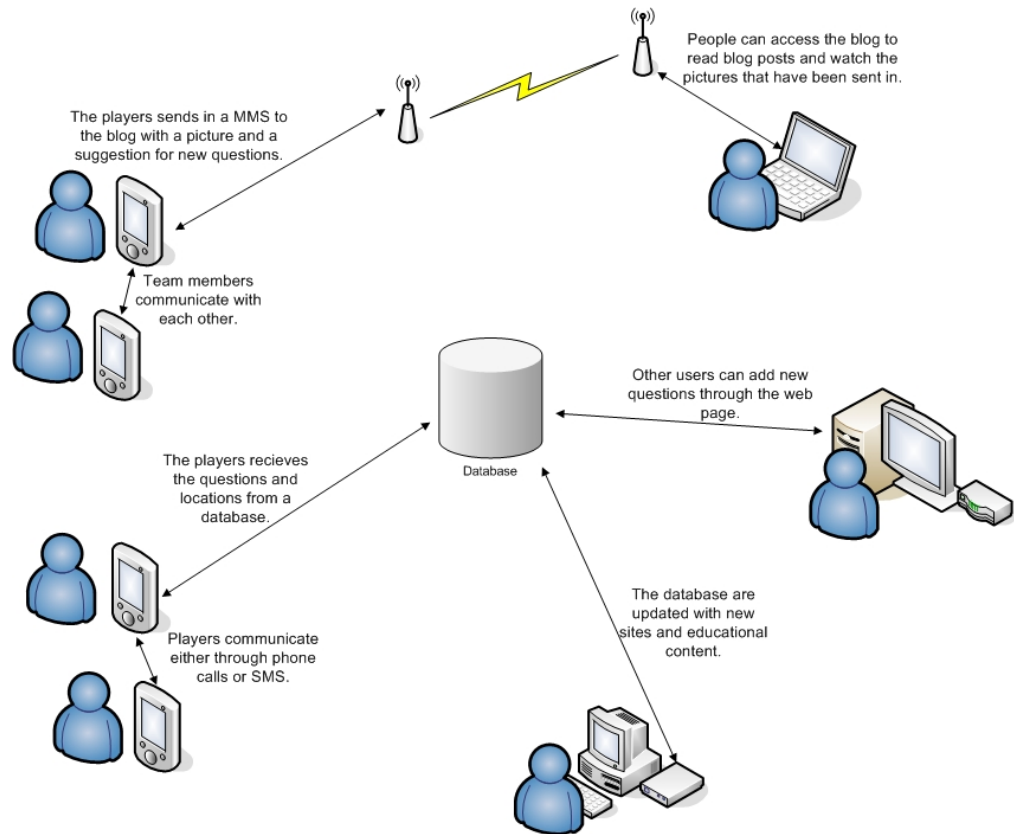 People can access the blog to
read blog posts and watch the
pictures that have been sent in.
The players sends in a MMS to
the blog with a picture and a
suggestion for new questions.
Team members
communicate with
each other.
Other users can add new
questions through the web
page.
Database
The players recieves
the questions and
locations from a
database.
The database are
updated with new
sites and educational
content.
Players communicate
either through phone
calls or SMS.